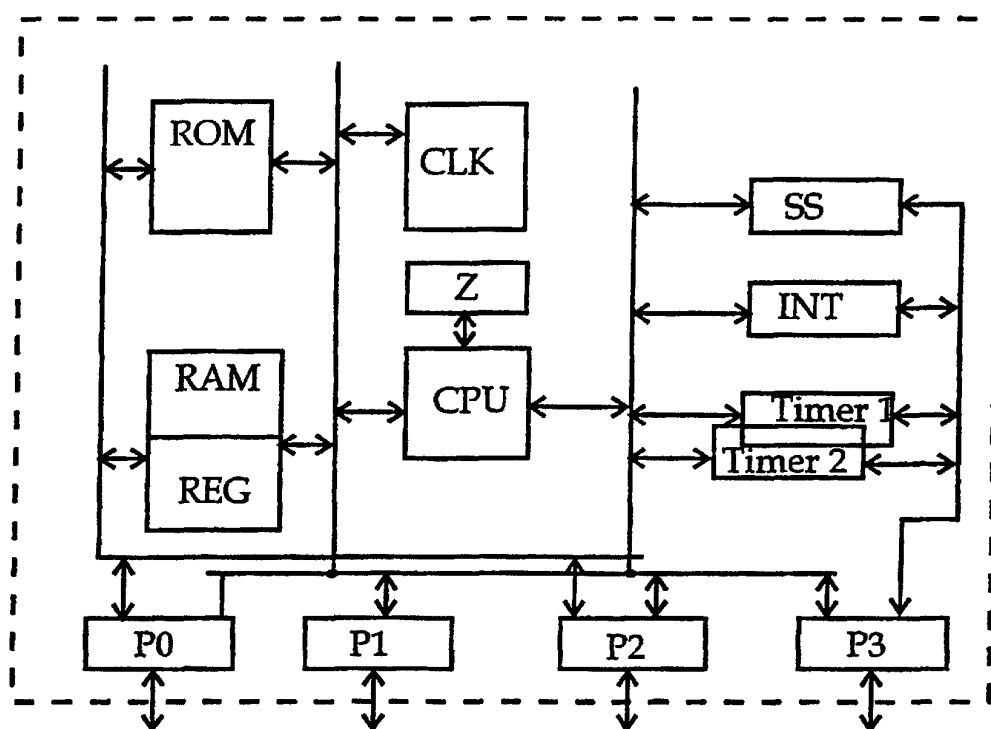 ROM
CLK
SS
Z
INT
RAM
CPU
Timer 1
Timer 2
REG
P0
P1
P2
P3